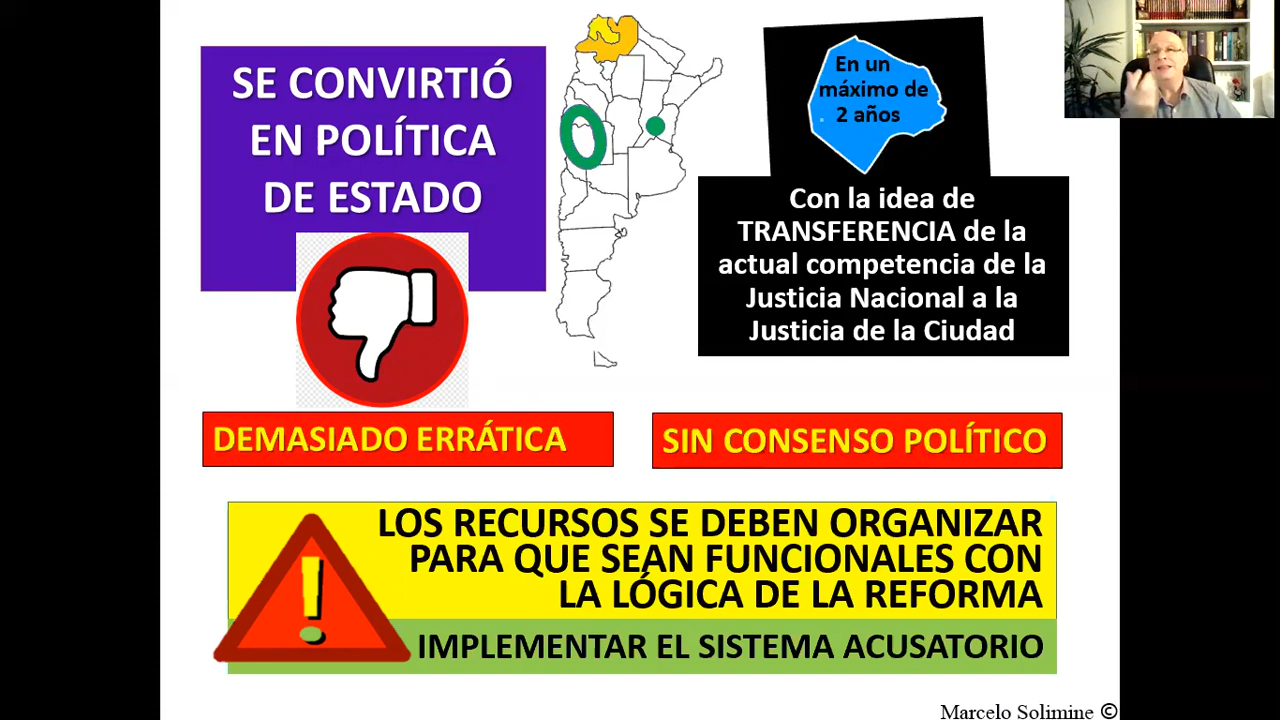 SE CONVIRTIÓ
EN POLÍTICA
DE ESTADO
En un
máximo de
2 años
Con la idea de
TRANSFERENCIA de la
actual competencia de la
Justicia Nacional a la
Justicia de la Ciudad
DEMASIADO ERRÁTICA
SIN CONSENSO POLÍTICO
LOS RECURSOS SE DEBEN ORGANIZAR
PARA QUE SEAN FUNCIONALES CON
LA LÓGICA DE LA REFORMA
IMPLEMENTAR EL SISTEMA ACUSATORIO
Marcelo Solimine ©